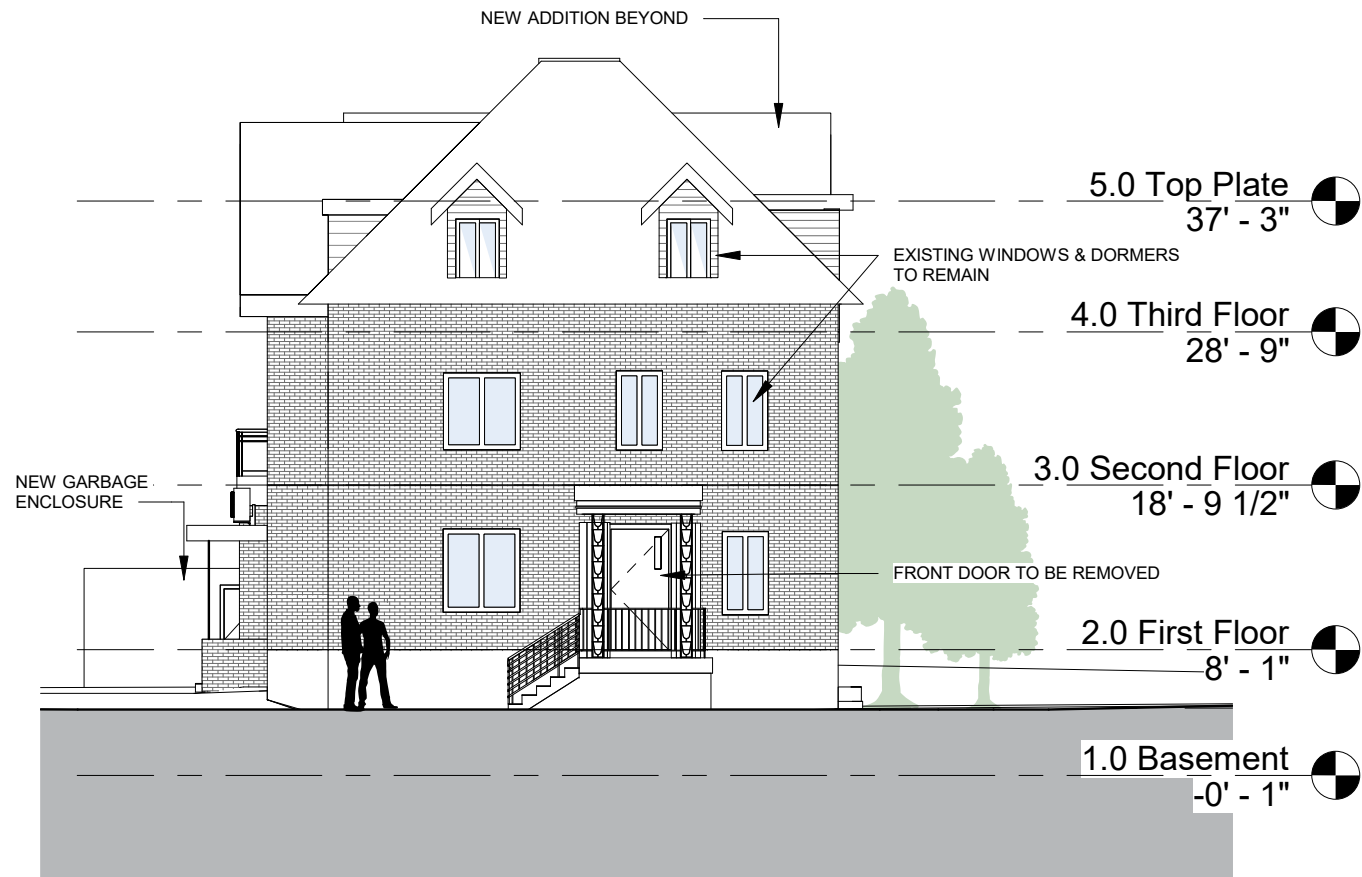 NEW ADDITION BEYOND
5.0 Top Plate
37' - 3"
EXISTING WINDOWS & DORMERS
TO REMAIN
4.0 Third Floor
28' - 9"
3.0 Second Floor
18' - 9 1/2"
NEW GARBAGE
ENCLOSURE
FRONT DOOR TO BE REMOVED
2.0 First Floor
8' - 1"
1.0 Basement
-0' - 1"